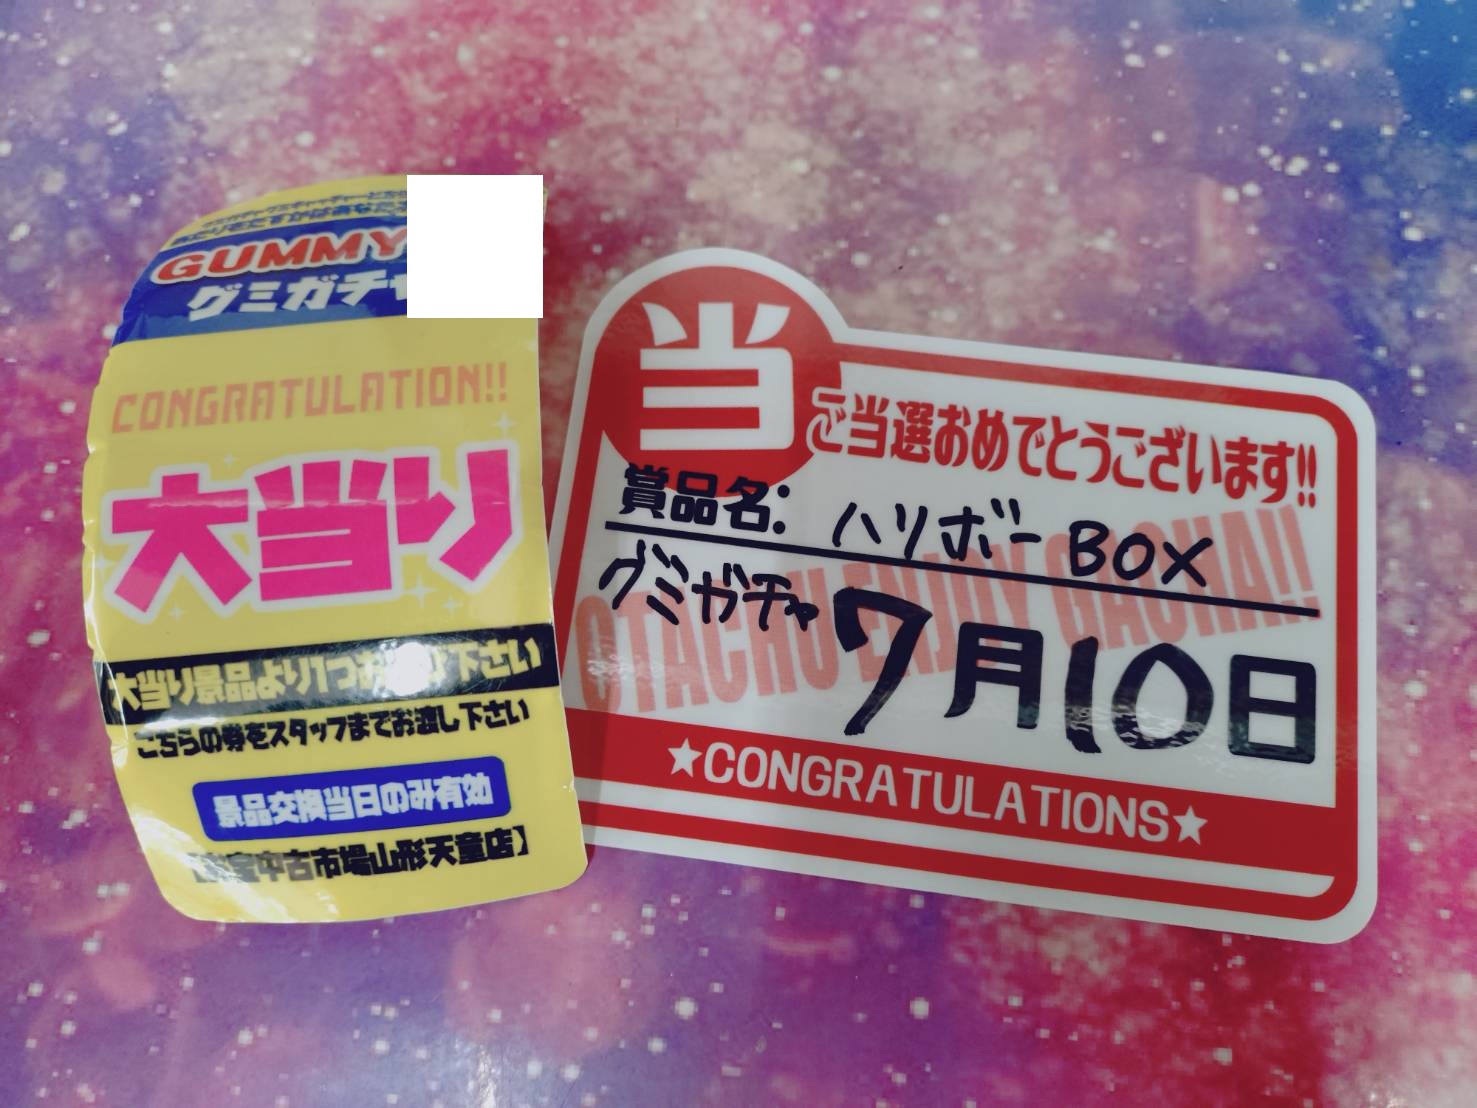 GUMMY
グミガチャ
CONGRATULATION!!
大当り
大当り景品より1つお選び下さい
こちらの券をスタッフまでお渡し下さい
景品交換当日のみ有効
中古市場山形天童店】
当
ご当選おめでとうございます!!
賞品名: ハリボーBOX
グミガチャ 7月10日
OTACHU ENJOY GACHA!!
★CONGRATULATIONS★